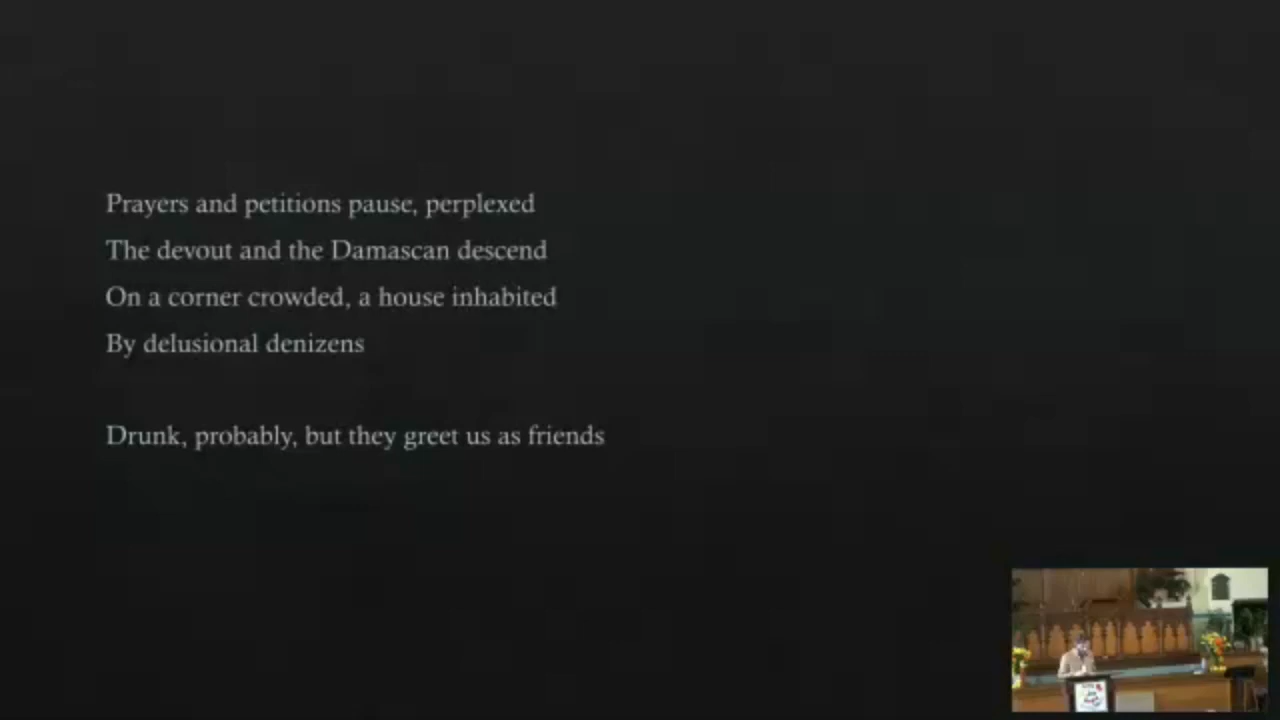 Prayers and petitions pause, perplexed
The devout and the Damascan descend
On a corner crowded, a house inhabited
By delusional denizens
Drunk, probably, but they greet us as friends